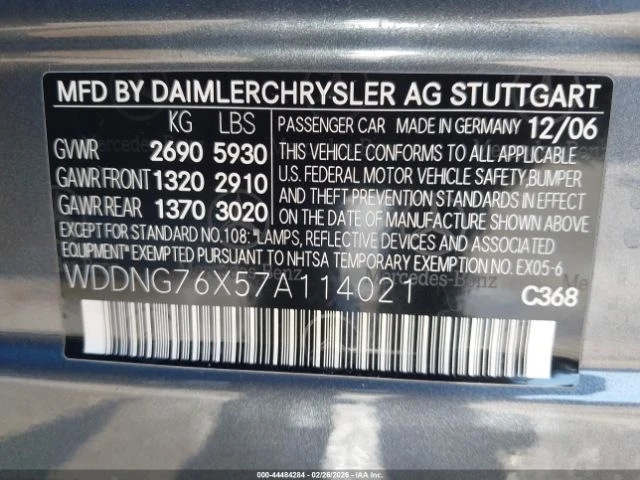 MFD BY DAIMLERCHRYSLER AG STUTTGART
KG LBS
GVWR 2690 5930
GAWR FRONT 1320 2910
GAWR REAR 1370 3020
PASSENGER CAR MADE IN GERMANY 12/06
THIS VEHICLE CONFORMS TO ALL APPLICABLE
U.S. FEDERAL MOTOR VEHICLE SAFETY, BUMPER
AND THEFT PREVENTION STANDARDS IN EFFECT
ON THE DATE OF MANUFACTURE SHOWN ABOVE.
EXCEPT FOR STANDARD NO.108: "LAMPS, REFLECTIVE DEVICES AND ASSOCIATED
EQUIPMENT" EXEMPTED PURSUANT TO NHTSA TEMPORARY EXEMPTION NO. EX05-6
WDDNG76X57A114021
C368
Mercedes-Benz
000-44484284 - 02/26/2026 - IAAI